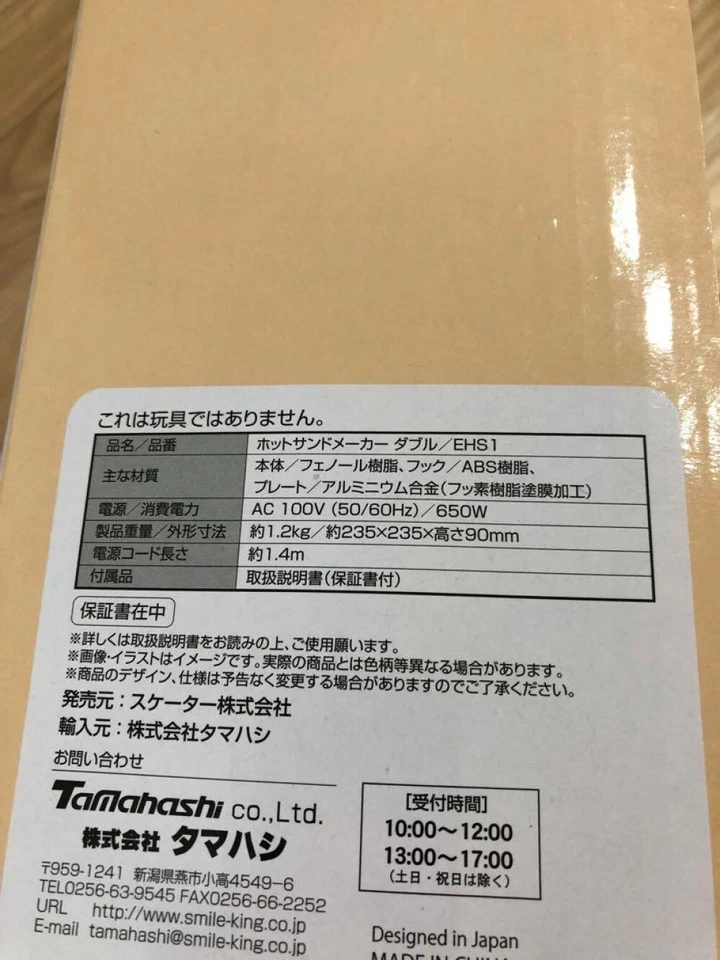 これは玩具ではありません。
品名／品番 ホットサンドメーカー ダブル／EHS1
主な材質 本体／フェノール樹脂、フック／ABS樹脂、
プレート／アルミニウム合金(フッ素樹脂塗膜加工)
電源／消費電力 AC 100V (50/60Hz)／650W
製品重量／外形寸法 約1.2kg／約235×235×高さ90mm
電源コード長さ 約1.4m
付属品 取扱説明書(保証書付)
保証書在中
※詳しくは取扱説明書をお読みの上、ご使用願います。
※画像・イラストはイメージです。実際の商品とは色柄等異なる場合があります。
※商品のデザイン、仕様は予告なく変更する場合がありますのでご了承ください。
発売元：スケーター株式会社
輸入元：株式会社タマハシ
お問い合わせ
Tamahashi co.,Ltd.
株式会社 タマハシ
〒959-1241 新潟県燕市小高4549−6
TEL0256-63-9545 FAX0256-66-2252
URL http://www.smile-king.co.jp
E-mail tamahashi@smile-king.co.jp
[受付時間]
10:00〜12:00
13:00〜17:00
(土日・祝日は除く)
Designed in Japan
MADE IN CHINA